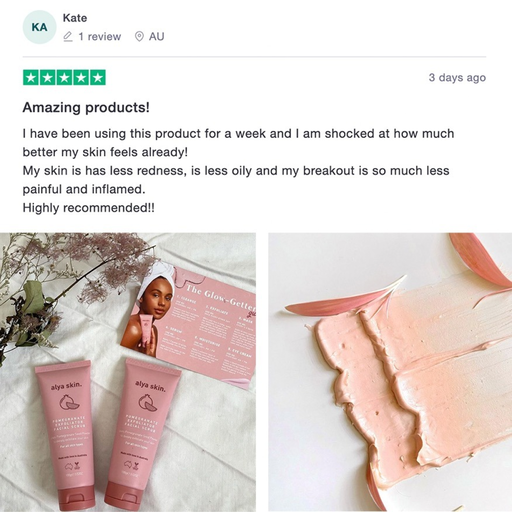 KA
Kate
1 review
AU
3 days ago
Amazing products!
I have been using this product for a week and I am shocked at how much
better my skin feels already!
My skin is has less redness, is less oily and my breakout is so much less
painful and inflamed.
Highly recommended!!
The Glow-Getter
alya skin.
POMEGRANATE
EXFOLIATOR
FACIAL SCRUB
alya skin.
POMEGRANATE
EXFOLIATOR
FACIAL SCRUB